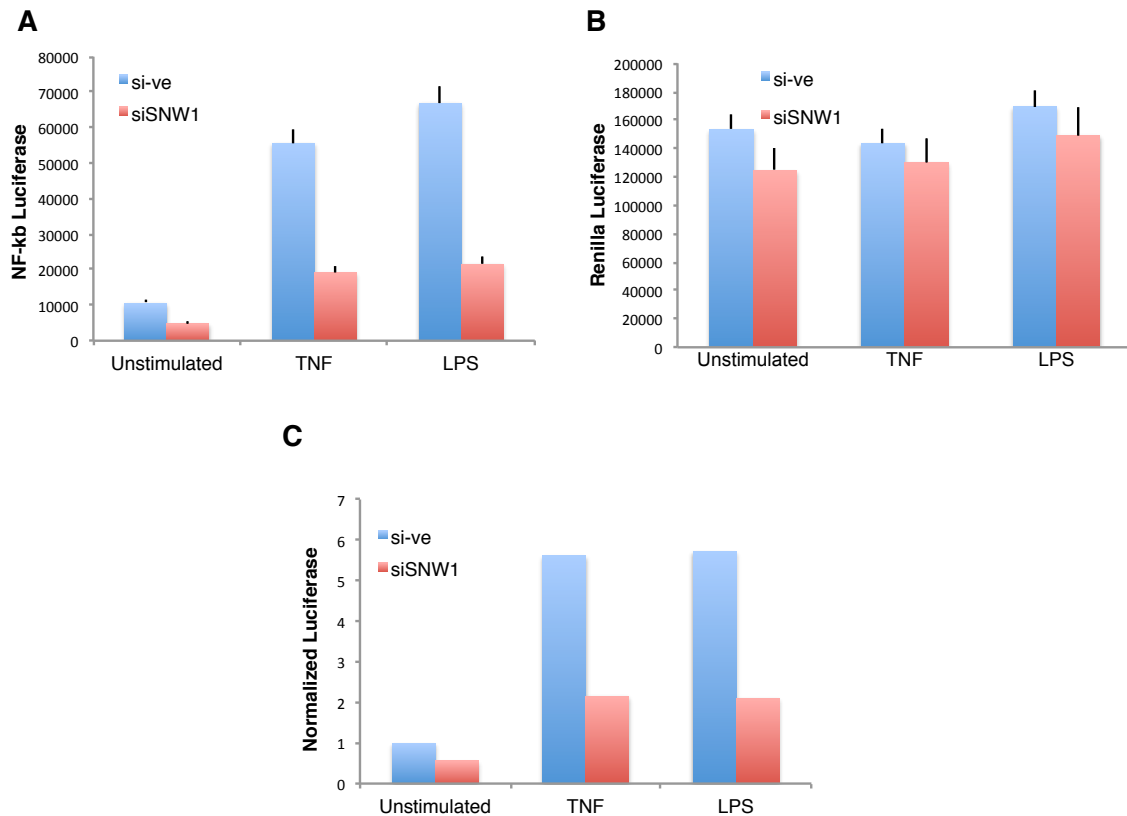 A
NF-kb Luciferase
80000
70000
60000
50000
40000
30000
20000
10000
0
si-ve
siSNW1
Unstimulated TNF LPS
B
Renilla Luciferase
200000
180000
160000
140000
120000
100000
80000
60000
40000
20000
0
si-ve
siSNW1
Unstimulated TNF LPS
C
Normalized Luciferase
7
6
5
4
3
2
1
0
si-ve
siSNW1
Unstimulated TNF LPS